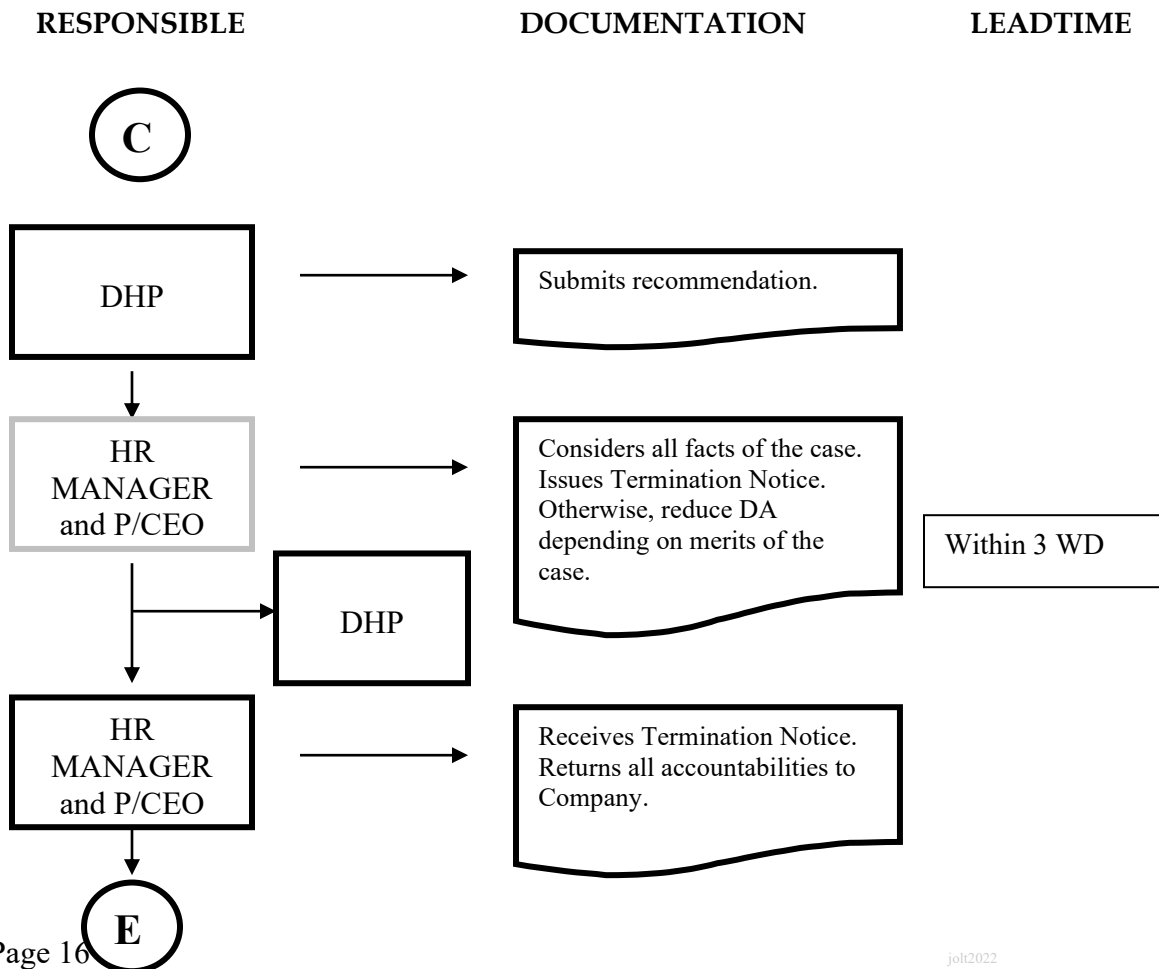 RESPONSIBLE DOCUMENTATION LEADTIME
C
DHP
Submits recommendation.
HR
MANAGER
and P/CEO
Considers all facts of the case.
Issues Termination Notice.
Otherwise, reduce DA
depending on merits of the
case.
Within 3 WD
DHP
HR
MANAGER
and P/CEO
Receives Termination Notice.
Returns all accountabilities to
Company.
E
Page 16
jolt2022